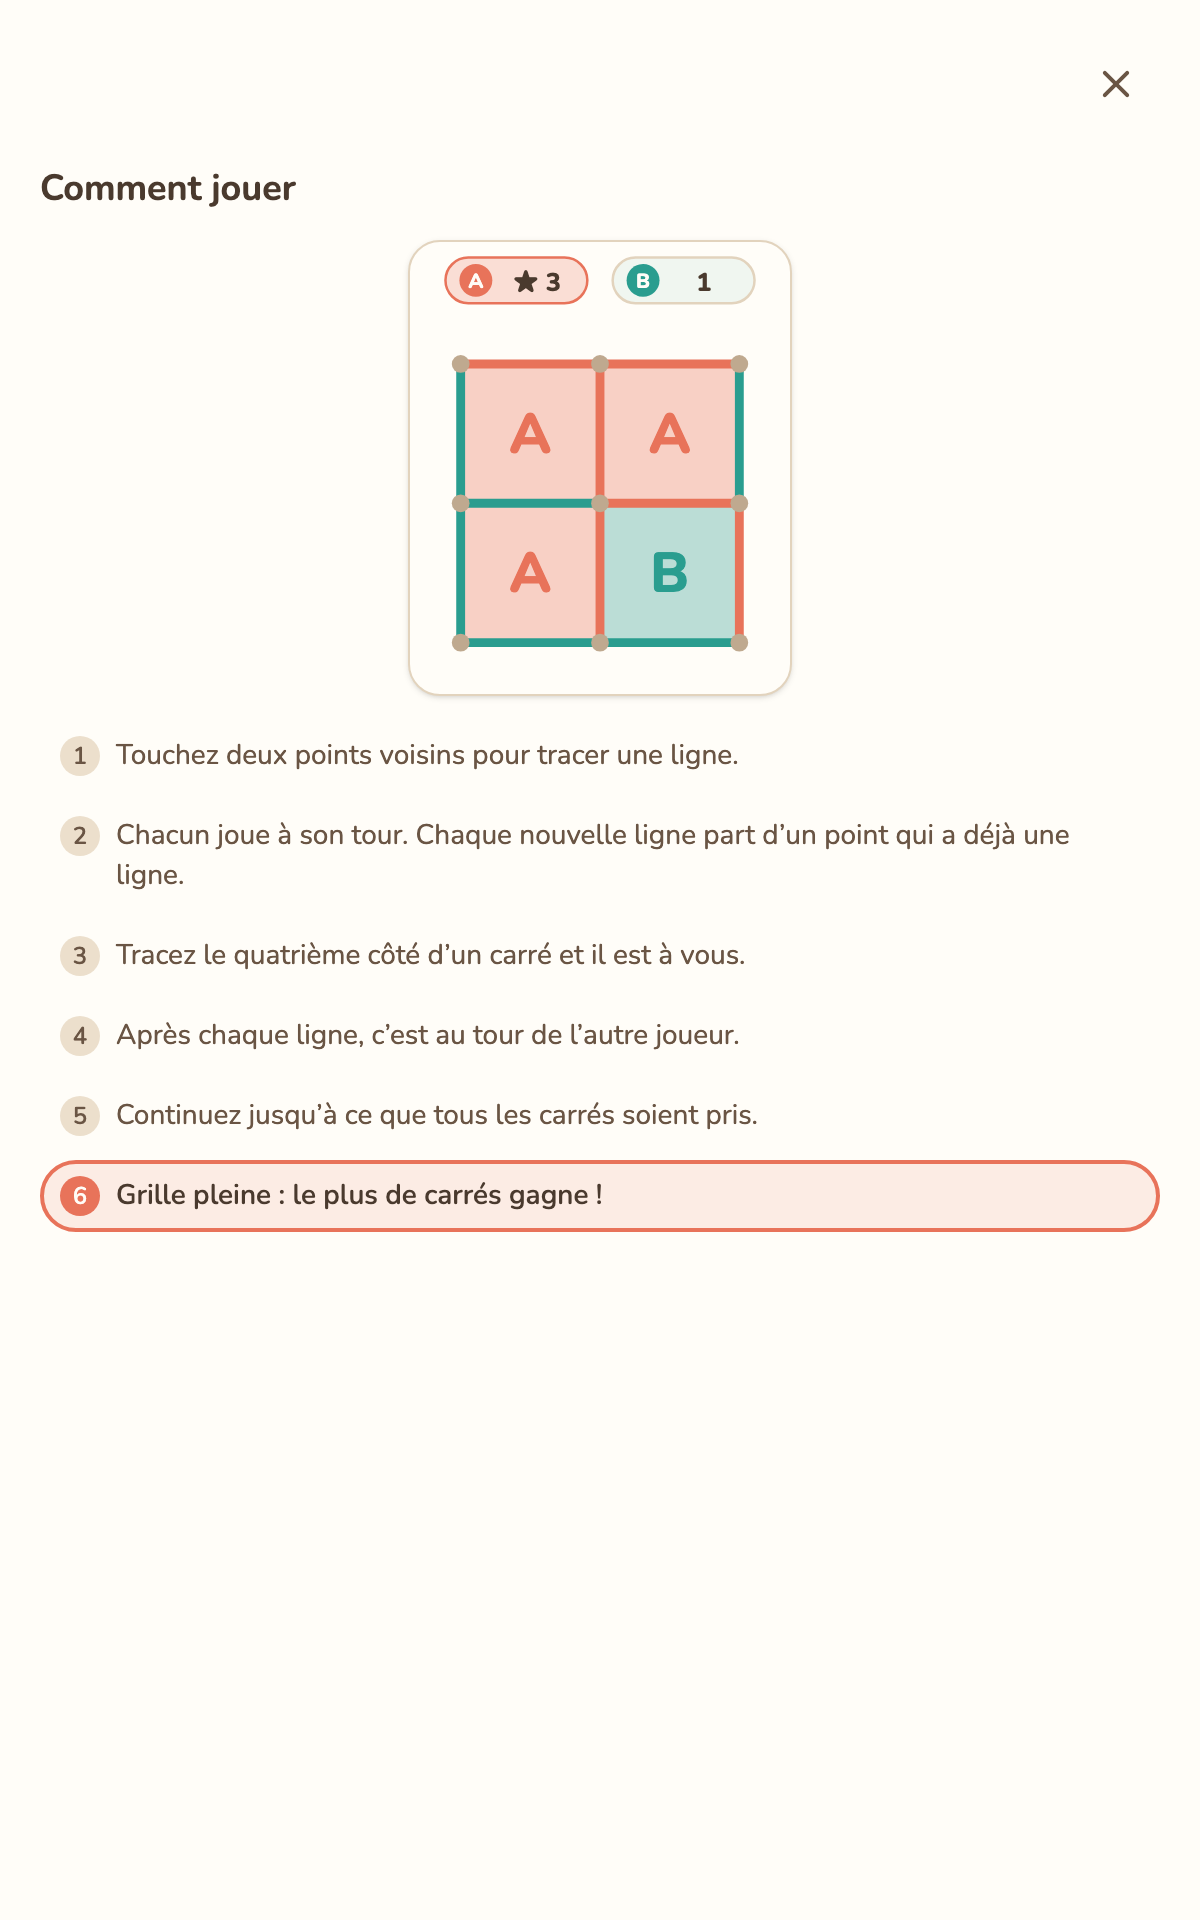 Comment jouer
A ★ 3 B 1
A A
A B
1 Touchez deux points voisins pour tracer une ligne.
2 Chacun joue à son tour. Chaque nouvelle ligne part d’un point qui a déjà une
ligne.
3 Tracez le quatrième côté d’un carré et il est à vous.
4 Après chaque ligne, c’est au tour de l’autre joueur.
5 Continuez jusqu’à ce que tous les carrés soient pris.
6 Grille pleine : le plus de carrés gagne !